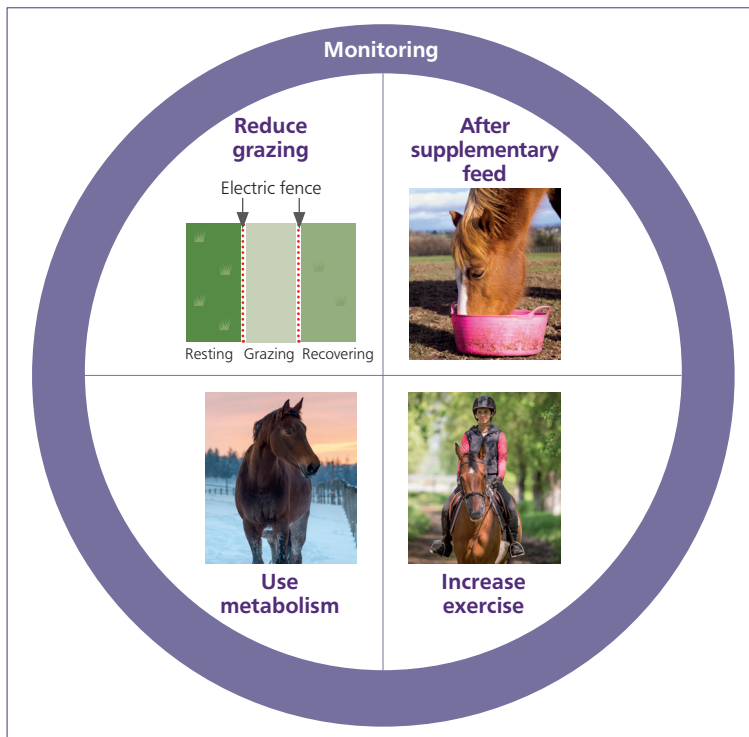 Monitoring
Reduce
grazing
Electric fence
Resting Grazing Recovering
After
supplementary
feed
Use
metabolism
Increase
exercise